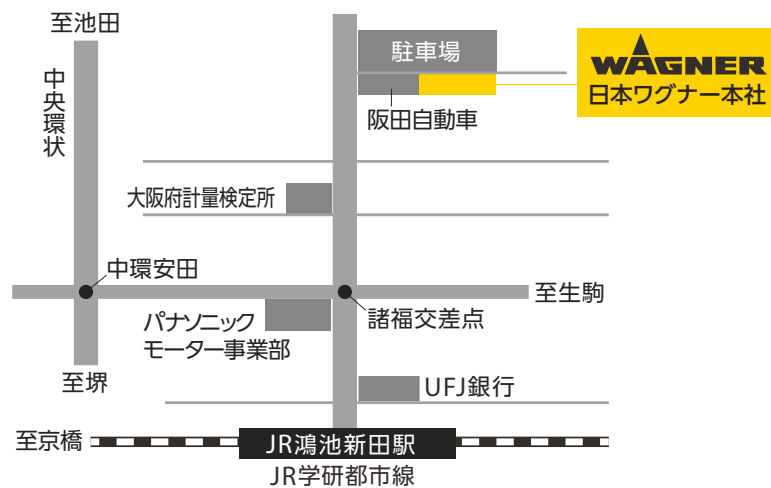 至池田
中央環状
駐車場
WAGNER
日本ワグナー本社
阪田自動車
大阪府計量検定所
中環安田
至生駒
諸福交差点
パナソニック
モーター事業部
至堺
UFJ銀行
至京橋
JR鴻池新田駅
JR学研都市線